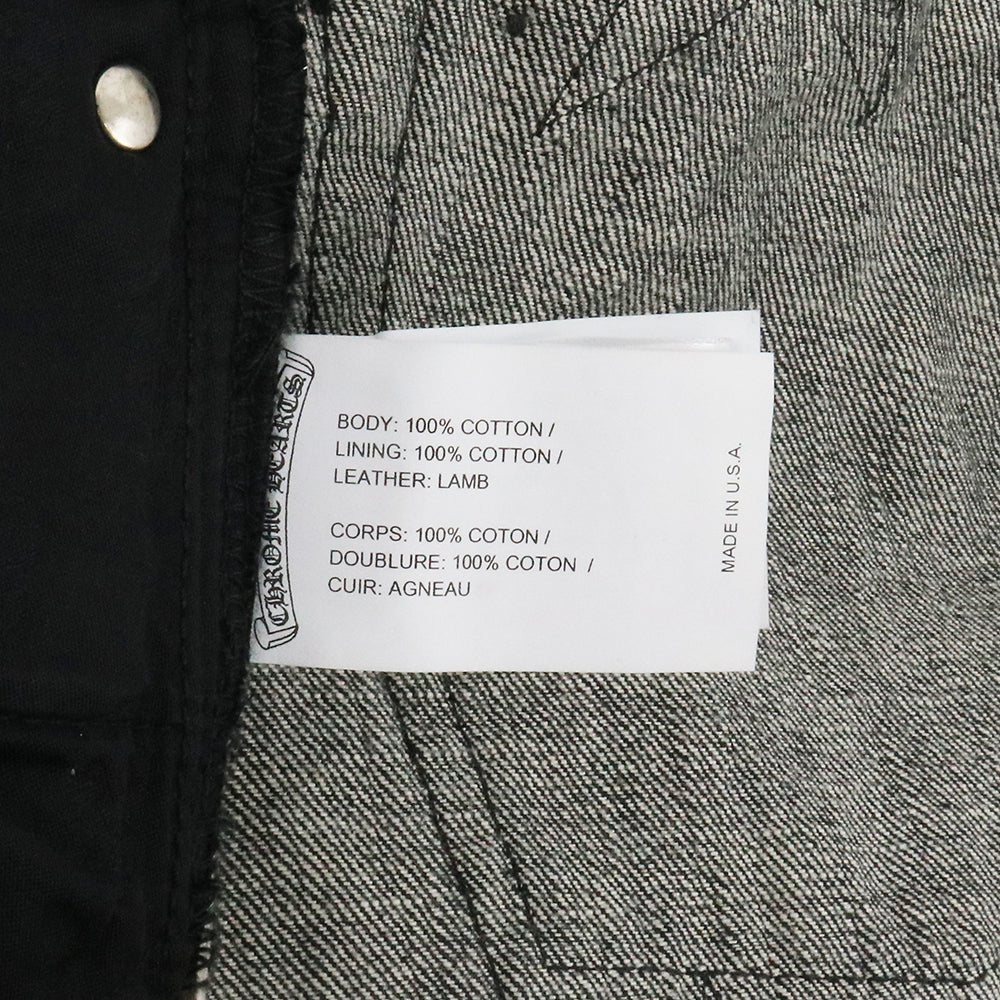 CHROME HEARTS
BODY: 100% COTTON /
LINING: 100% COTTON /
LEATHER: LAMB
CORPS: 100% COTON /
DOUBLURE: 100% COTON /
CUIR: AGNEAU
MADE IN U.S.A.